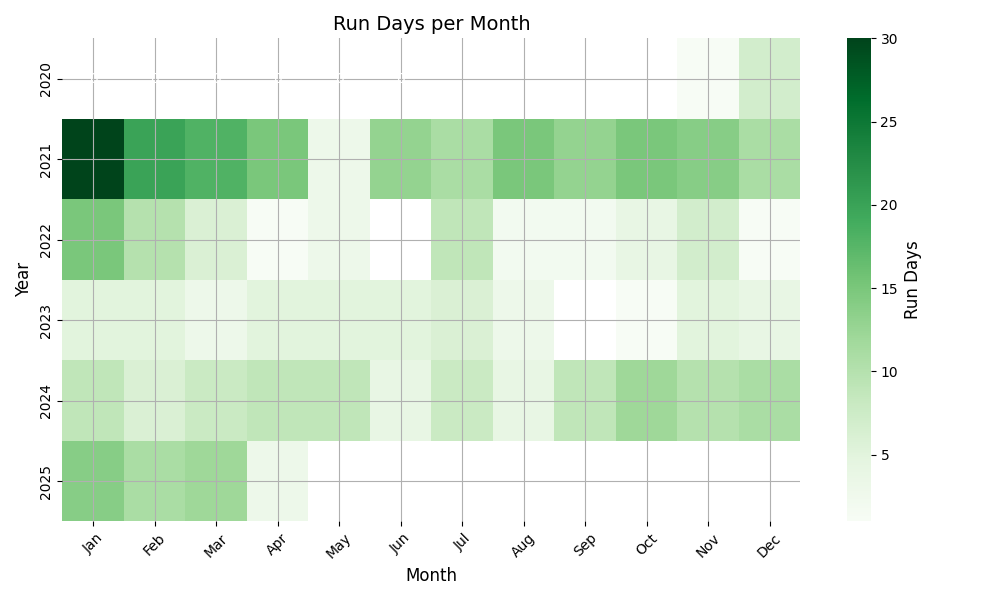 Run Days per Month
2020
2021
2022
2023
2024
2025
Year
Jan
Feb
Mar
Apr
May
Jun
Jul
Aug
Sep
Oct
Nov
Dec
Month
30
25
20
15
10
5
Run Days